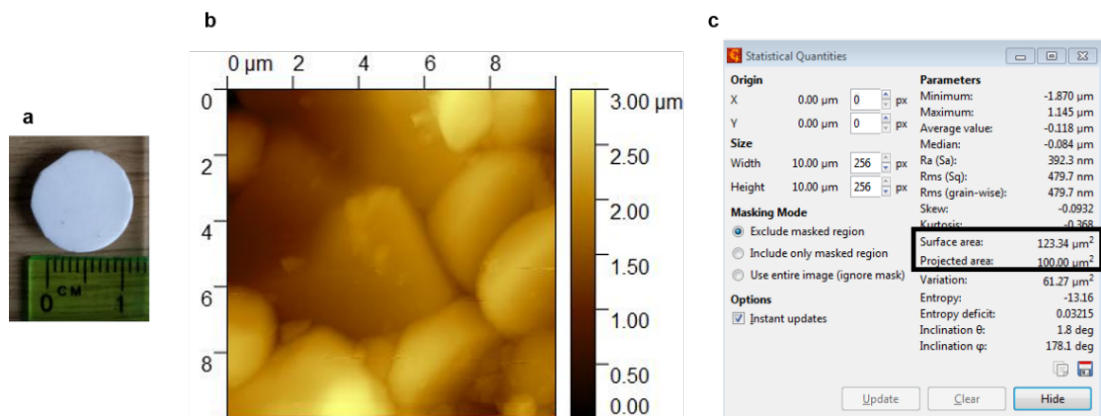 a
0 CM 1
b
0 µm 2 4 6 8
0
2
4
6
8
3.00 µm
2.50
2.00
1.50
1.00
0.50
0.00
c
Statistical Quantities
Origin
X 0.00 µm 0 px
Y 0.00 µm 0 px
Size
Width 10.00 µm 256 px
Height 10.00 µm 256 px
Masking Mode
Exclude masked region
Include only masked region
Use entire image (ignore mask)
Options
Instant updates
Parameters
Minimum: -1.870 µm
Maximum: 1.145 µm
Average value: -0.118 µm
Median: -0.084 µm
Ra (Sa): 392.3 nm
Rms (Sq): 479.7 nm
Rms (grain-wise): 479.7 nm
Skew: -0.0932
Kurtosis: -0.368
Surface area: 123.34 µm²
Projected area: 100.00 µm²
Variation: 61.27 µm²
Entropy: -13.16
Entropy deficit: 0.03215
Inclination θ: 1.8 deg
Inclination φ: 178.1 deg
Update Clear Hide